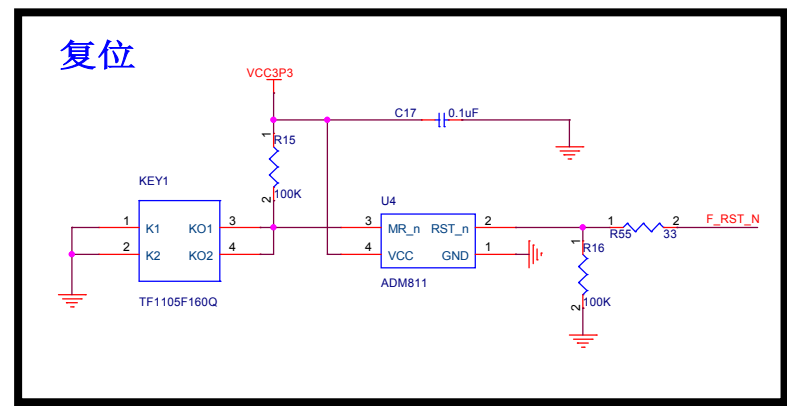 复位
VCC3P3
C17 0.1uF
1
R15
2
100K
KEY1
1 K1 KO1 3
2 K2 KO2 4
TF1105F160Q
U4
3 MR_n RST_n 2
4 VCC GND 1
ADM811
1 2 F_RST_N
R55 33
1
R16
2
100K